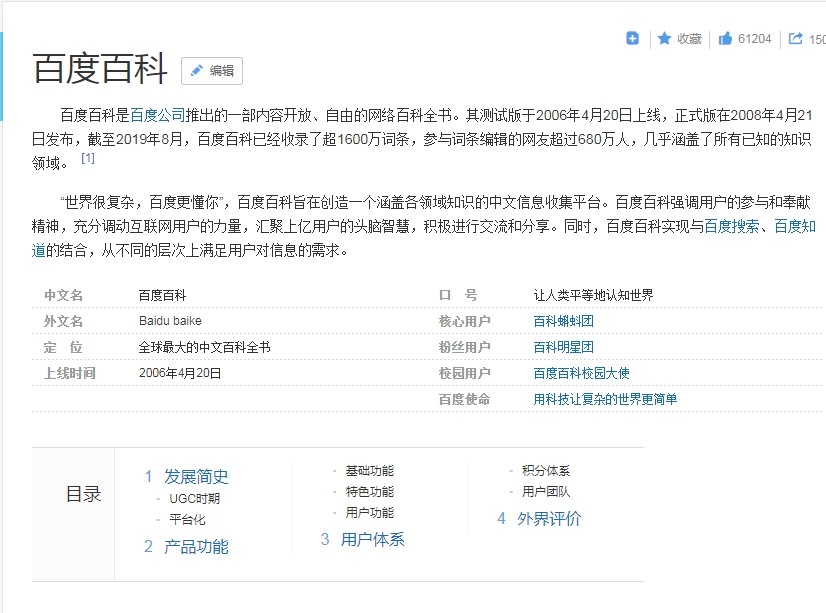 收藏
61204
150
百度百科
编辑
百度百科是百度公司推出的一部内容开放、自由的网络百科全书。其测试版于2006年4月20日上线，正式版在2008年4月21
日发布，截至2019年8月，百度百科已经收录了超1600万词条，参与词条编辑的网友超过680万人，几乎涵盖了所有已知的知识
领域。 [1]
“世界很复杂，百度更懂你”，百度百科旨在创造一个涵盖各领域知识的中文信息收集平台。百度百科强调用户的参与和奉献
精神，充分调动互联网用户的力量，汇聚上亿用户的头脑智慧，积极进行交流和分享。同时，百度百科实现与百度搜索、百度知
道的结合，从不同的层次上满足用户对信息的需求。
中文名 百度百科
外文名 Baidu baike
定 位 全球最大的中文百科全书
上线时间 2006年4月20日
口 号 让人类平等地认知世界
核心用户 百科蝌蚪团
粉丝用户 百科明星团
校园用户 百度百科校园大使
百度使命 用科技让复杂的世界更简单
目录
1 发展简史
- UGC时期
- 平台化
2 产品功能
- 基础功能
- 特色功能
- 用户功能
3 用户体系
- 积分体系
- 用户团队
4 外界评价